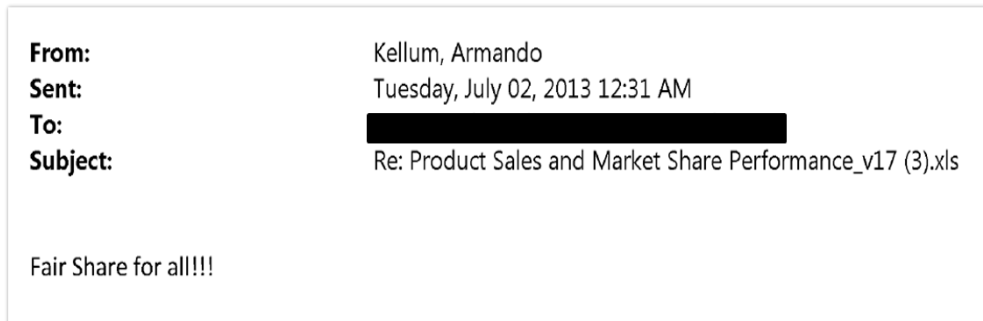 From: Kellum, Armando
Sent: Tuesday, July 02, 2013 12:31 AM
To:
Subject: Re: Product Sales and Market Share Performance_v17 (3).xls
Fair Share for all!!!